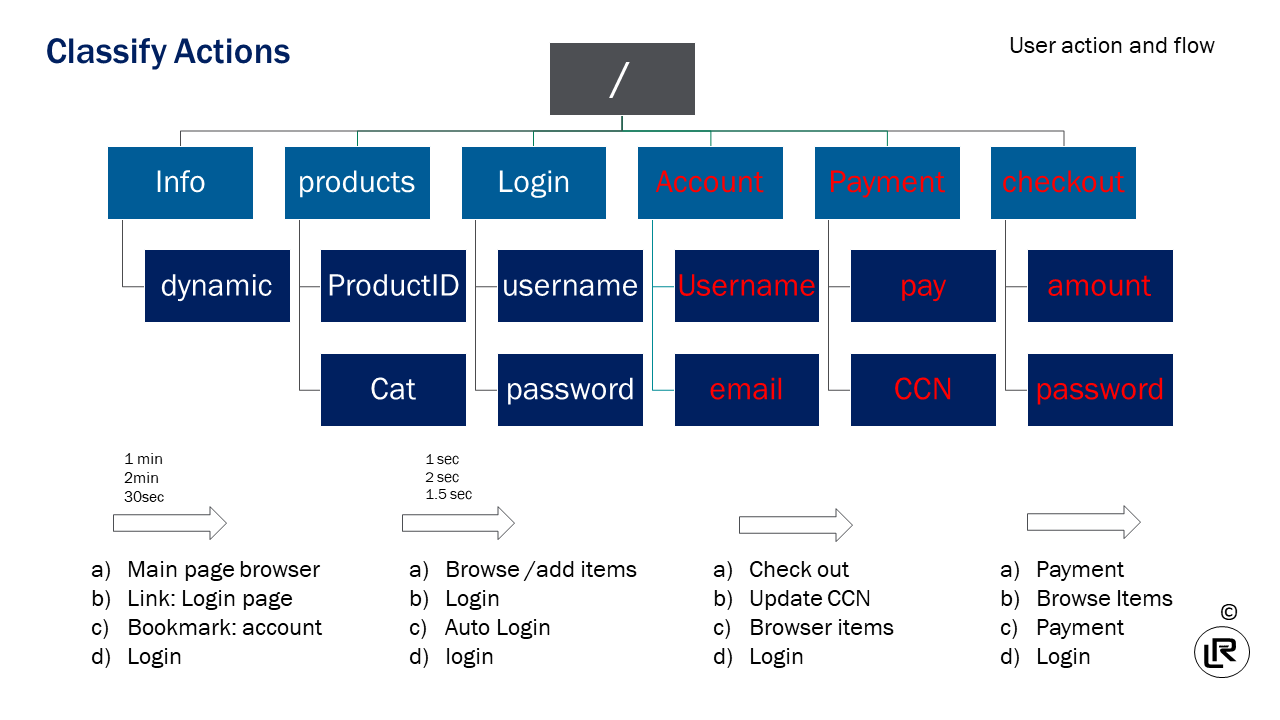 Classify Actions
User action and flow
/
Info
products
Login
Account
Payment
checkout
dynamic
ProductID
username
Username
pay
amount
Cat
password
email
CCN
password
1 min
2min
30sec
1 sec
2 sec
1.5 sec
a) Main page browser
b) Link: Login page
c) Bookmark: account
d) Login
a) Browse /add items
b) Login
c) Auto Login
d) login
a) Check out
b) Update CCN
c) Browser items
d) Login
a) Payment
b) Browse Items
c) Payment
d) Login
©
LR